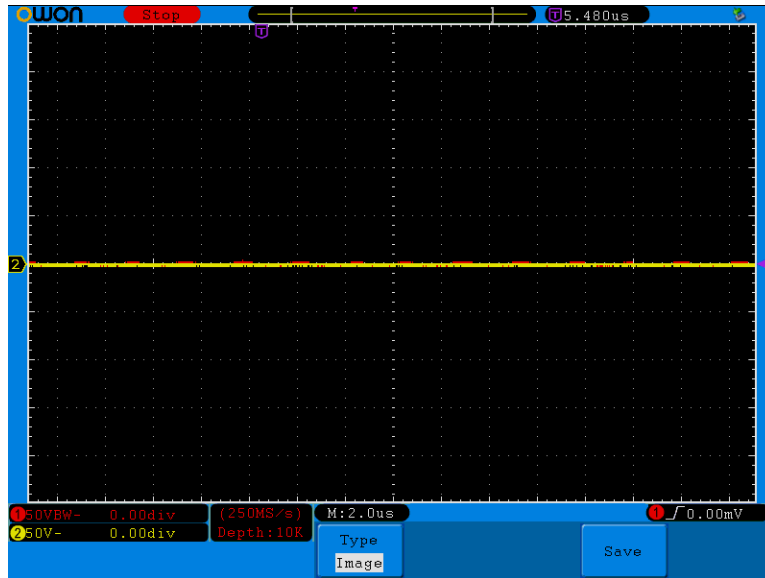 owon Stop T 5.480us
T
2
1 50VBW- 0.00div (250MS/s) M:2.0us 1 0.00mV
2 50V- 0.00div Depth:10K
Type
Image
Save